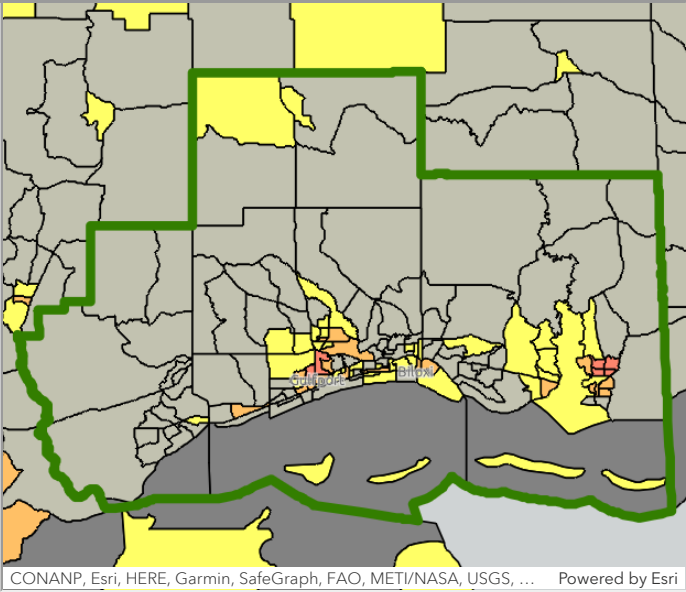 Gulfport
Biloxi
CONANP, Esri, HERE, Garmin, SafeGraph, FAO, METI/NASA, USGS, ... Powered by Esri